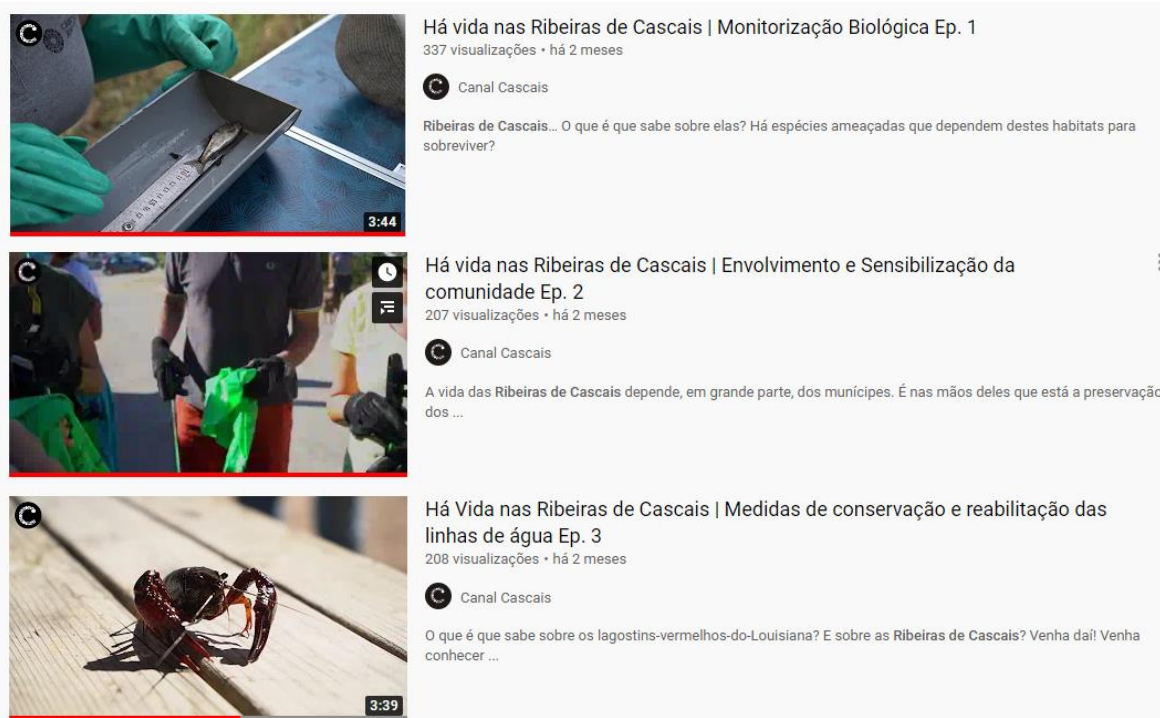 Há vida nas Ribeiras de Cascais | Monitorização Biológica Ep. 1
337 visualizações • há 2 meses
Canal Cascais
Ribeiras de Cascais... O que é que sabe sobre elas? Há espécies ameaçadas que dependem destes habitats para
sobreviver?
3:44
Há vida nas Ribeiras de Cascais | Envolvimento e Sensibilização da
comunidade Ep. 2
207 visualizações • há 2 meses
Canal Cascais
A vida das Ribeiras de Cascais depende, em grande parte, dos munícipes. É nas mãos deles que está a preservação
dos ...
Há Vida nas Ribeiras de Cascais | Medidas de conservação e reabilitação das
linhas de água Ep. 3
208 visualizações • há 2 meses
Canal Cascais
O que é que sabe sobre os lagostins-vermelhos-do-Louisiana? E sobre as Ribeiras de Cascais? Venha daí! Venha
conhecer ...
3:39